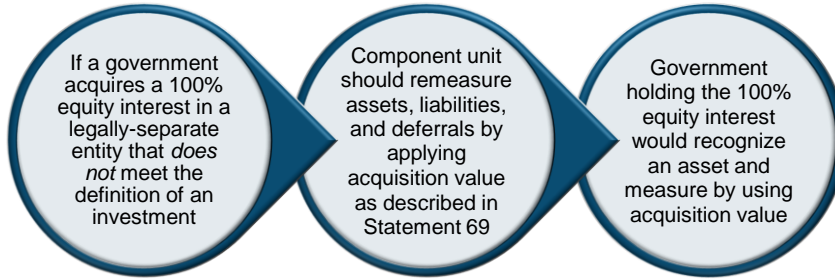 If a government
acquires a 100%
equity interest in a
legally-separate
entity that does
not meet the
definition of an
investment
Component unit
should remeasure
assets, liabilities,
and deferrals by
applying
acquisition value
as described in
Statement 69
Government
holding the 100%
equity interest
would recognize
an asset and
measure by using
acquisition value